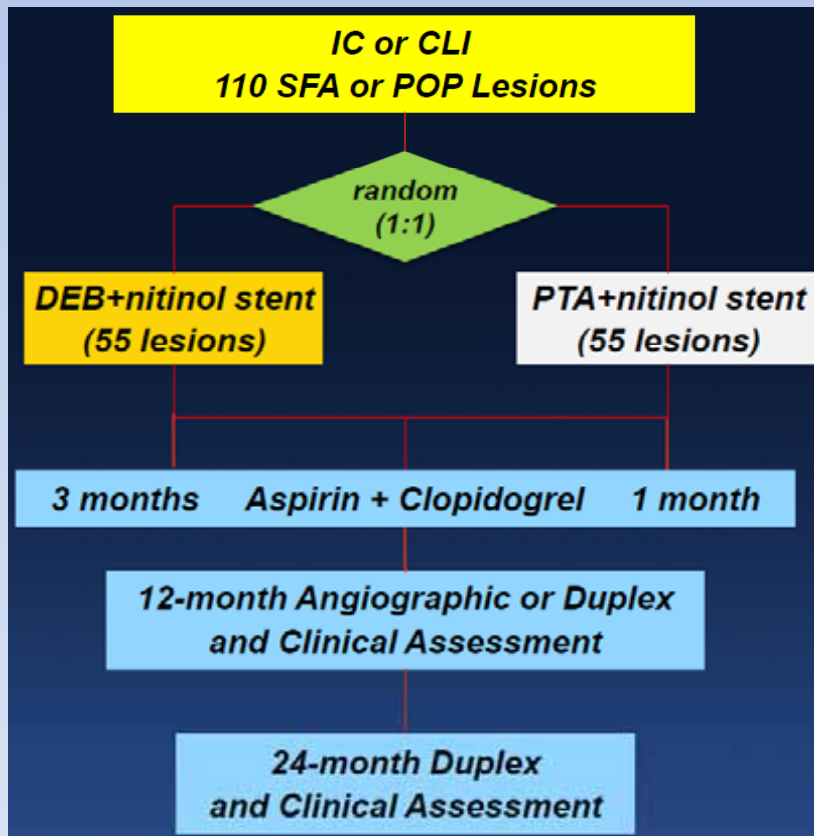 IC or CLI
110 SFA or POP Lesions
random
(1:1)
DEB+nitinol stent
(55 lesions)
PTA+nitinol stent
(55 lesions)
3 months Aspirin + Clopidogrel 1 month
12-month Angiographic or Duplex
and Clinical Assessment
24-month Duplex
and Clinical Assessment